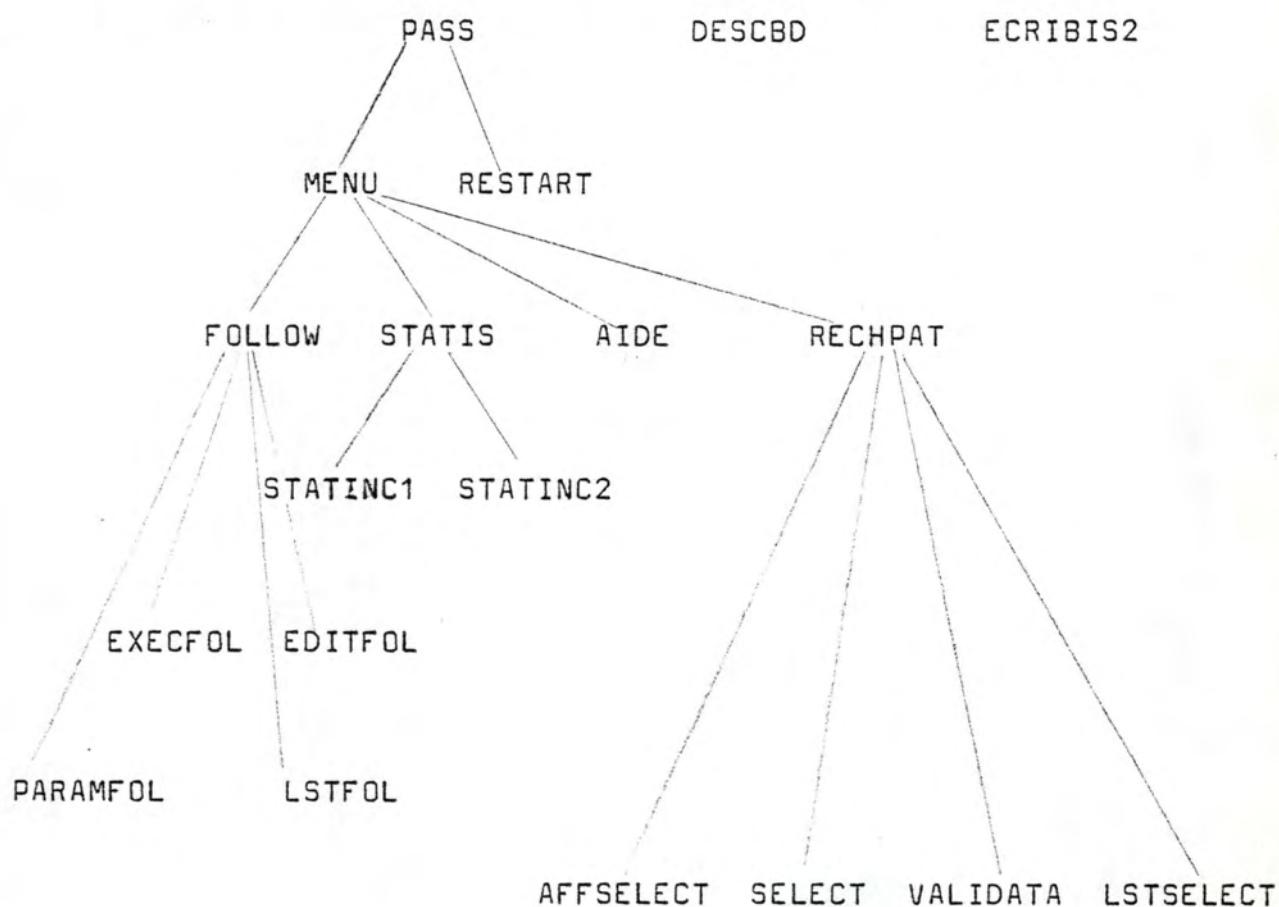 PASS DESCBD ECRIBIS2
MENU RESTART
FOLLOW STATIS AIDE RECHPAT
STATINC1 STATINC2
EXECFOL EDITFOL
PARAMFOL LSTFOL
AFFSELECT SELECT VALIDATA LSTSELECT